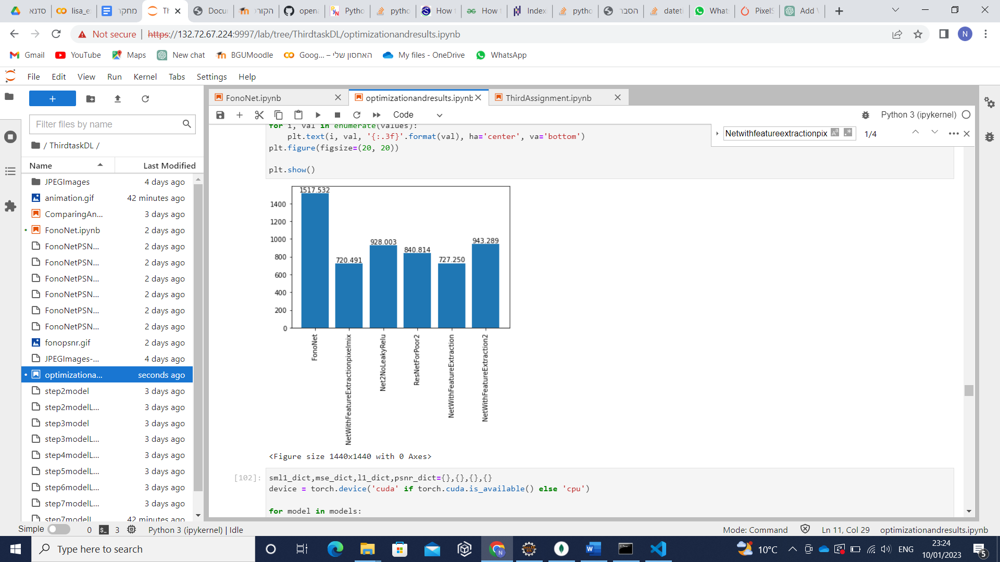 סדנא
lisa_e
מחקר
Th
Docu
הקורס
opena
Pytho
pytho
How
How
Index
pytho
הסבר
dateti
Whats
PixelS
Add
Not secure
https://132.72.67.224:9997/lab/tree/ThirdtaskDL/optimizationandresults.ipynb
N
Gmail
YouTube
Maps
New chat
BGUMoodle
האחסון שלי – Goog...
My files - OneDrive
WhatsApp
File Edit View Run Kernel Tabs Settings Help
FonoNet.ipynb
optimizationandresults.ipynb
ThirdAssignment.ipynb
Filter files by name
/ ThirdtaskDL /
Name Last Modified
JPEGImages 4 days ago
animation.gif 42 minutes ago
ComparingAn... 3 days ago
FonoNet.ipynb 2 days ago
FonoNetPSN... 2 days ago
FonoNetPSN... 2 days ago
FonoNetPSN... 2 days ago
FonoNetPSN... 2 days ago
FonoNetPSN... 2 days ago
FonoNetPSN... 2 days ago
fonopsnr.gif 2 days ago
JPEGImages-... 4 days ago
optimizationa... seconds ago
step2model 3 days ago
step2modelL... 3 days ago
step3model 3 days ago
step3modelL... 3 days ago
step4modelL... 3 days ago
step5modelL... 3 days ago
step6modelL... 3 days ago
step7modelL... 3 days ago
step7modelL 42 minutes ago
Code
Python 3 (ipykernel)
Netwithfeatureextractionpix
1/4
for i, val in enumerate(values):
plt.text(i, val, '{:.3f}'.format(val), ha='center', va='bottom')
plt.figure(figsize=(20, 20))
plt.show()
1517.532
720.491
928.003
840.814
727.250
943.289
1400
1200
1000
800
600
400
200
0
FonoNet
NetWithFeatureExtractionpixelmix
Net2NoLeakyRelu
ResNetForPoor2
NetWithFeatureExtraction
NetWithFeatureExtraction2
<Figure size 1440x1440 with 0 Axes>
[102]:
sml1_dict,mse_dict,l1_dict,psnr_dict={},{},{},{}
device = torch.device('cuda' if torch.cuda.is_available() else 'cpu')
for model in models:
Simple 0 3 Python 3 (ipykernel) | Idle
Mode: Command Ln 11, Col 29 optimizationandresults.ipynb
Type here to search
10°C
ENG
23:24
10/01/2023
5